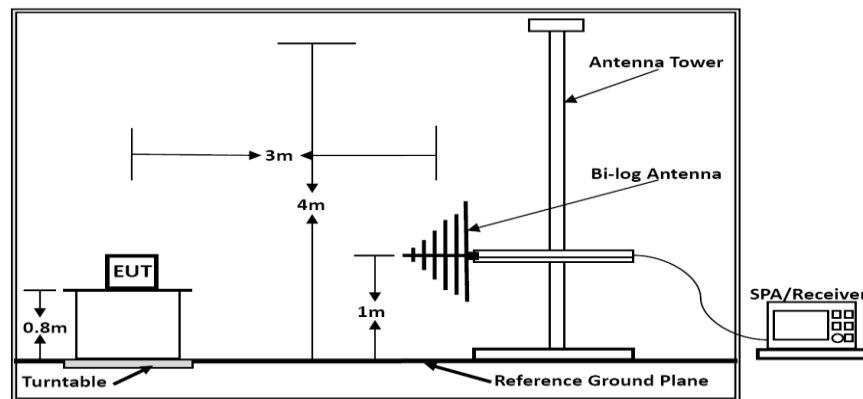 Antenna Tower
3m
Bi-log Antenna
4m
EUT
SPA/Receiver
0.8m
1m
Turntable
Reference Ground Plane